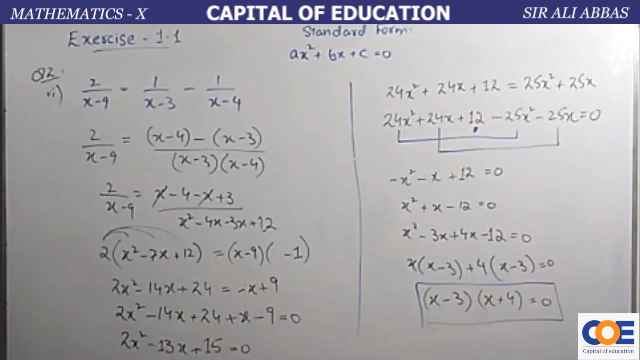 MATHEMATICS - X
CAPITAL OF EDUCATION
SIR ALI ABBAS
Exercise - 1.1
Standard Form:
ax² + bx + c = 0
Q2:
vi) 2/(x-9) = 1/(x-3) - 1/(x-4)
2/(x-9) = ((x-4) - (x-3))/((x-3)(x-4))
2/(x-9) = (x-4-x+3)/(x²-4x-3x+12)
2(x²-7x+12) = (x-9)(-1)
2x²-14x+24 = -x+9
2x²-14x+24+x-9=0
2x²-13x+15=0
24x² + 24x + 12 = 25x² + 25x
24x² + 24x + 12 - 25x² - 25x = 0
-x² - x + 12 = 0
x² + x - 12 = 0
x² - 3x + 4x - 12 = 0
x(x-3) + 4(x-3) = 0
(x-3)(x+4) = 0
COE
Capital of education